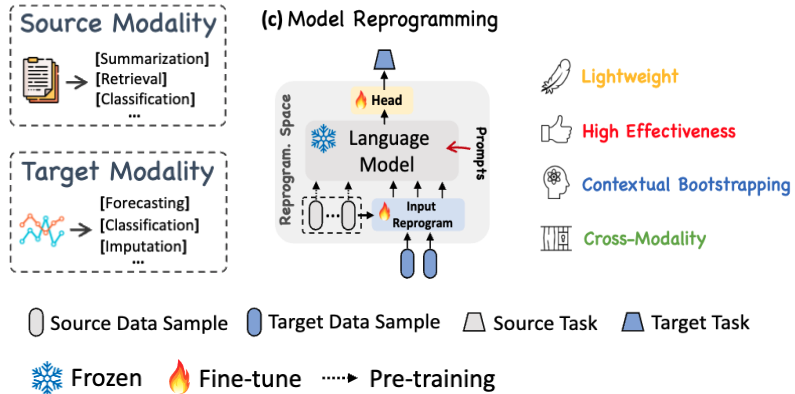 Source Modality
[Summarization]
[Retrieval]
[Classification]
...
Target Modality
[Forecasting]
[Classification]
[Imputation]
...
(c) Model Reprogramming
Reprogram. Space
Head
Language
Model
Prompts
Input
Reprogram
Lightweight
High Effectiveness
Contextual Bootstrapping
Cross-Modality
Source Data Sample
Target Data Sample
Source Task
Target Task
Frozen
Fine-tune
Pre-training